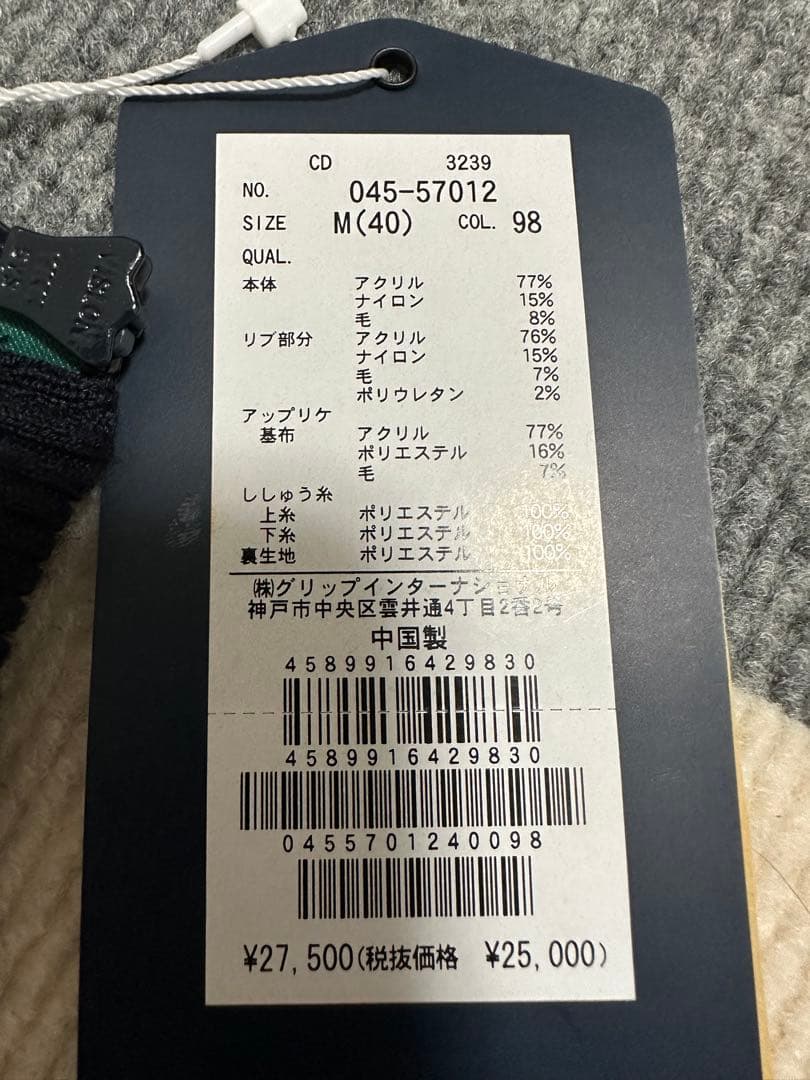 CD 3239
NO. 045-57012
SIZE M(40) COL. 98
QUAL.
本体 アクリル 77%
ナイロン 15%
毛 8%
リブ部分 アクリル 76%
ナイロン 15%
毛 7%
ポリウレタン 2%
アップリケ
基布 アクリル 77%
ポリエステル 16%
毛 7%
ししゅう糸
上糸 ポリエステル 100%
下糸 ポリエステル 100%
裏生地 ポリエステル 100%
㈱グリップインターナショナル
神戸市中央区雲井通4丁目2番2号
中国製
4589916429830
4589916429830
0455701240098
¥27,500(税抜価格 ¥25,000)
VISION